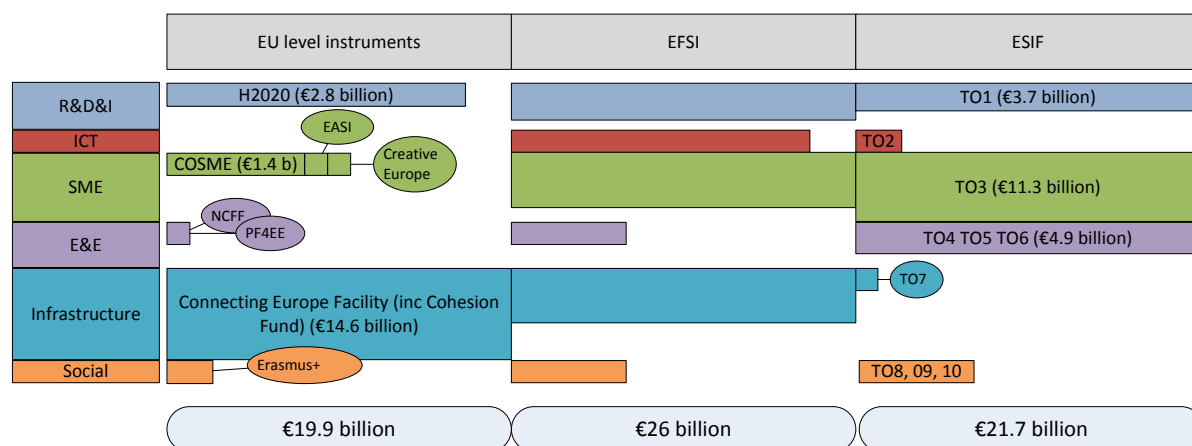 EU level instruments
EFSI
ESIF
R&D&I
H2020 (€2.8 billion)
TO1 (€3.7 billion)
EASI
ICT
TO2
COSME (€1.4 b)
Creative
Europe
SME
TO3 (€11.3 billion)
NCFF
PF4EE
E&E
TO4 TO5 TO6 (€4.9 billion)
TO7
Infrastructure
Connecting Europe Facility (inc Cohesion
Fund) (€14.6 billion)
Social
Erasmus+
TO8, 09, 10
€19.9 billion
€26 billion
€21.7 billion